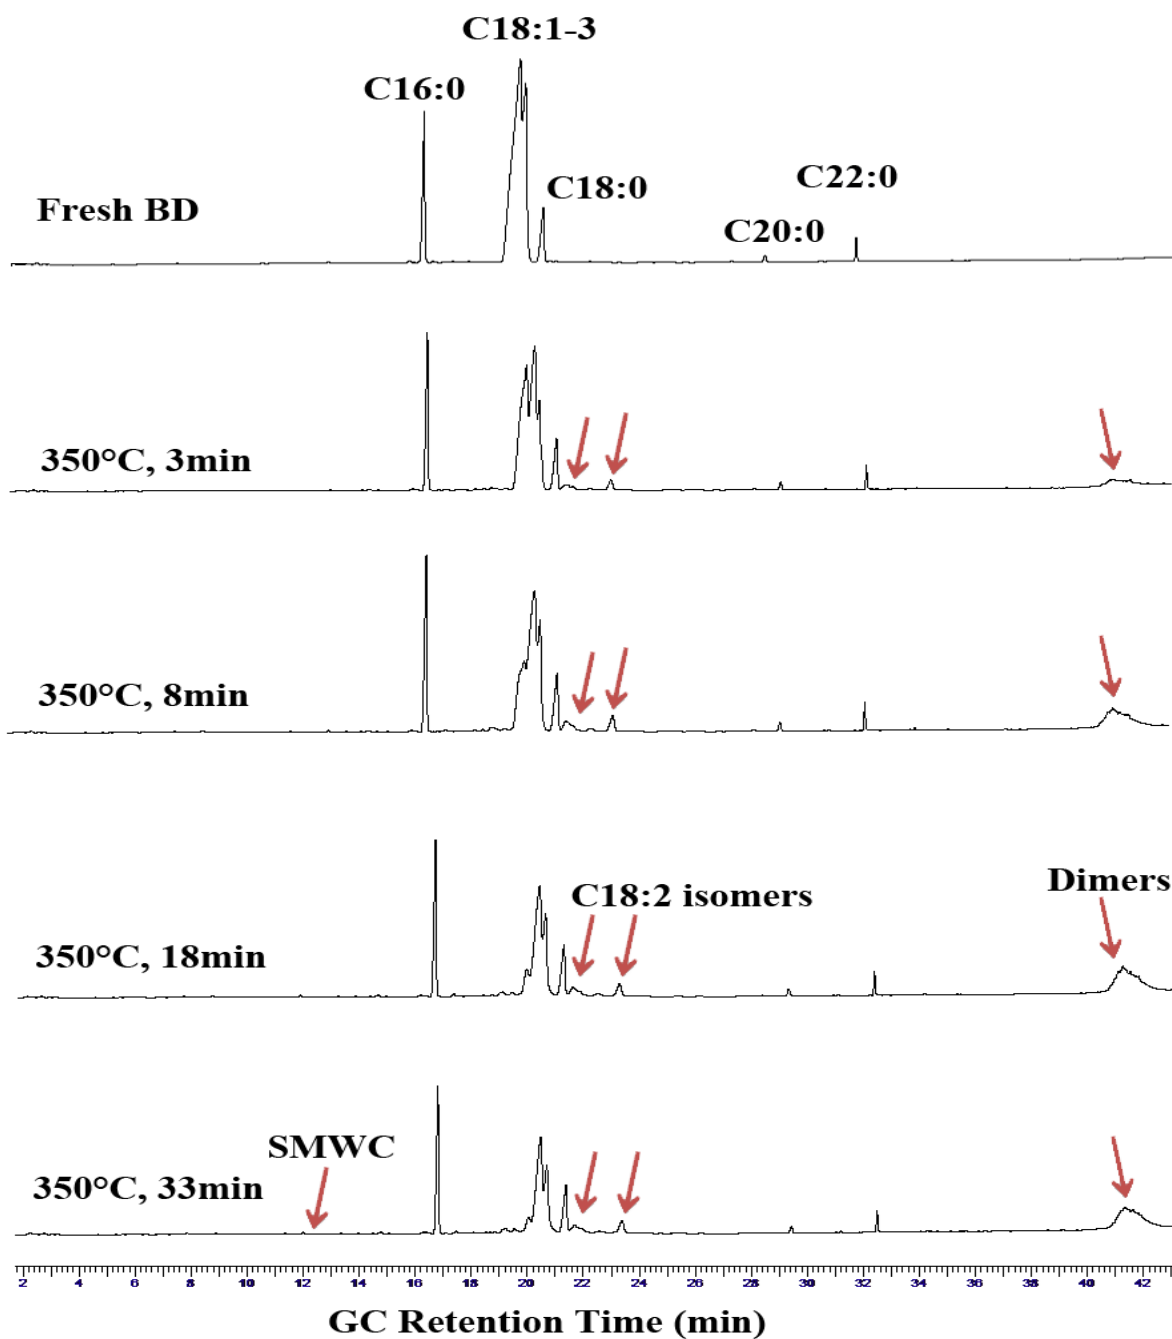 C18:1-3
C16:0
C18:0
C22:0
Fresh BD
C20:0
350°C, 3min
350°C, 8min
C18:2 isomers
Dimers
350°C, 18min
SMWC
350°C, 33min
2 4 6 8 10 12 14 16 18 20 22 24 26 28 30 32 34 36 38 40 42
GC Retention Time (min)